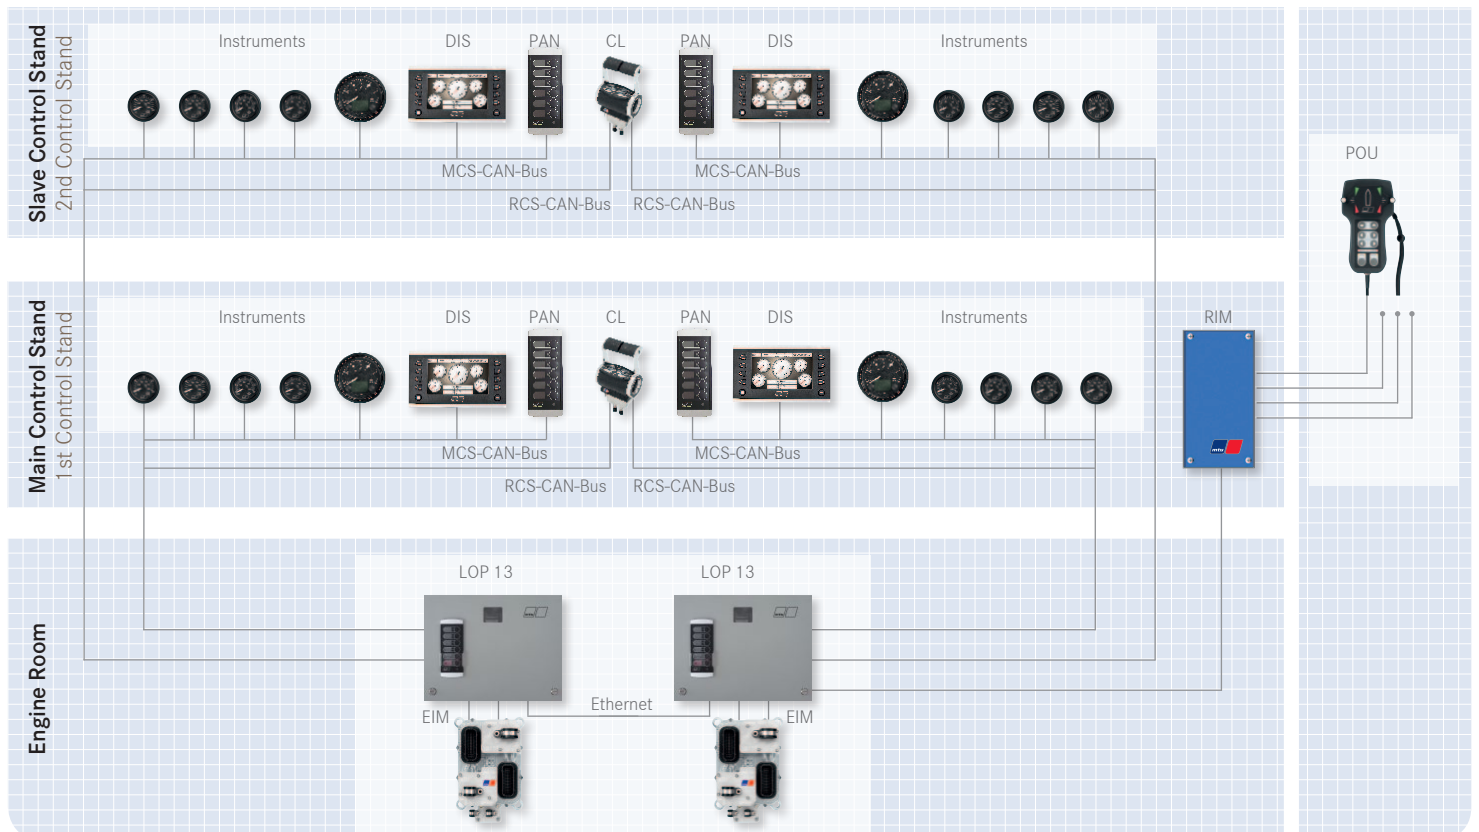 Slave Control Stand
2nd Control Stand
Instruments
DIS
PAN
CL
PAN
DIS
Instruments
MCS-CAN-Bus
MCS-CAN-Bus
RCS-CAN-Bus
RCS-CAN-Bus
POU
Main Control Stand
1st Control Stand
Instruments
DIS
PAN
CL
PAN
DIS
Instruments
RIM
MCS-CAN-Bus
MCS-CAN-Bus
RCS-CAN-Bus
RCS-CAN-Bus
mtu
Engine Room
LOP 13
LOP 13
mtu
mtu
Ethernet
EIM
EIM